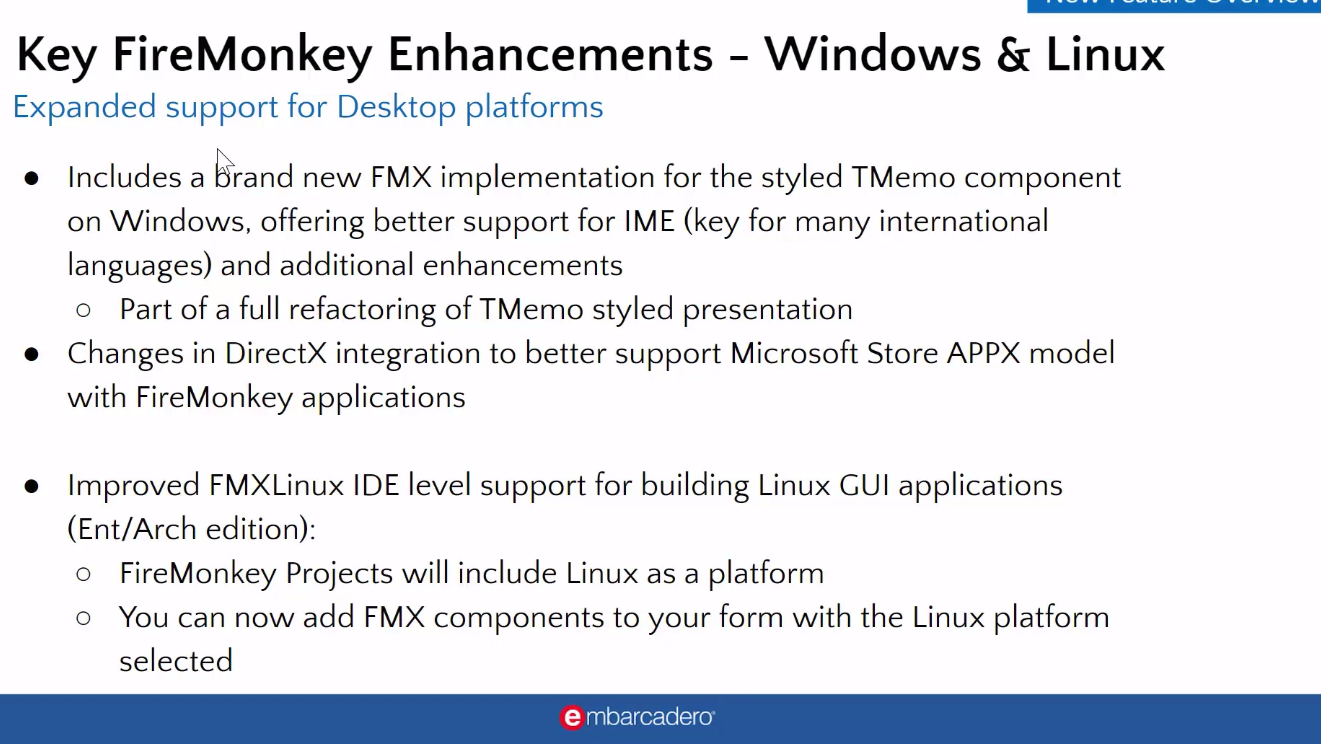 New Feature Overview
Key FireMonkey Enhancements – Windows & Linux
Expanded support for Desktop platforms
● Includes a brand new FMX implementation for the styled TMemo component
on Windows, offering better support for IME (key for many international
languages) and additional enhancements
○ Part of a full refactoring of TMemo styled presentation
● Changes in DirectX integration to better support Microsoft Store APPX model
with FireMonkey applications
● Improved FMXLinux IDE level support for building Linux GUI applications
(Ent/Arch edition):
○ FireMonkey Projects will include Linux as a platform
○ You can now add FMX components to your form with the Linux platform
selected
embarcadero®